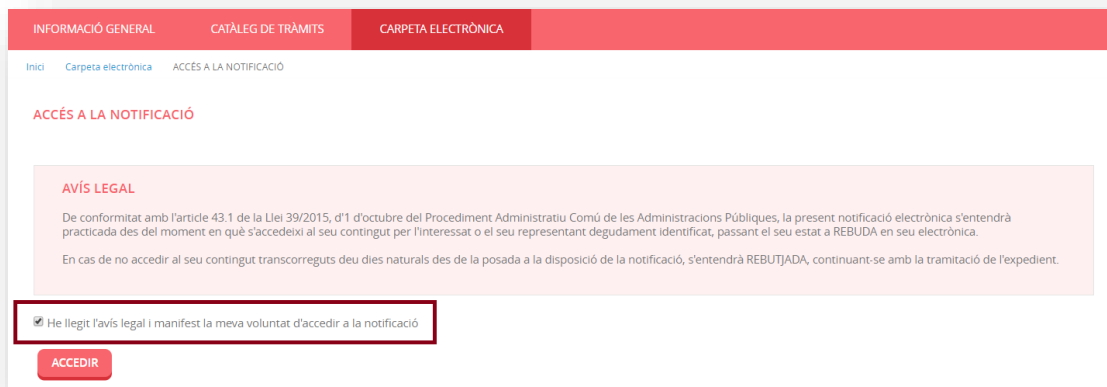 INFORMACIÓ GENERAL CATÀLEG DE TRÀMITS CARPETA ELECTRÒNICA
Inici Carpeta electrònica ACCÉS A LA NOTIFICACIÓ
ACCÉS A LA NOTIFICACIÓ
AVÍS LEGAL
De conformitat amb l'article 43.1 de la Llei 39/2015, d'1 d'octubre del Procediment Administratiu Comú de les Administracions Públiques, la present notificació electrònica s'entendrà
practicada des del moment en què s'accedeixi al seu contingut per l'interessat o el seu representant degudament identificat, passant el seu estat a REBUDA en seu electrònica.
En cas de no accedir al seu contingut transcorreguts deu dies naturals des de la posada a la disposició de la notificació, s'entendrà REBUTJADA, continuant-se amb la tramitació de l'expedient.
He llegit l'avís legal i manifest la meva voluntat d'accedir a la notificació
ACCEDIR